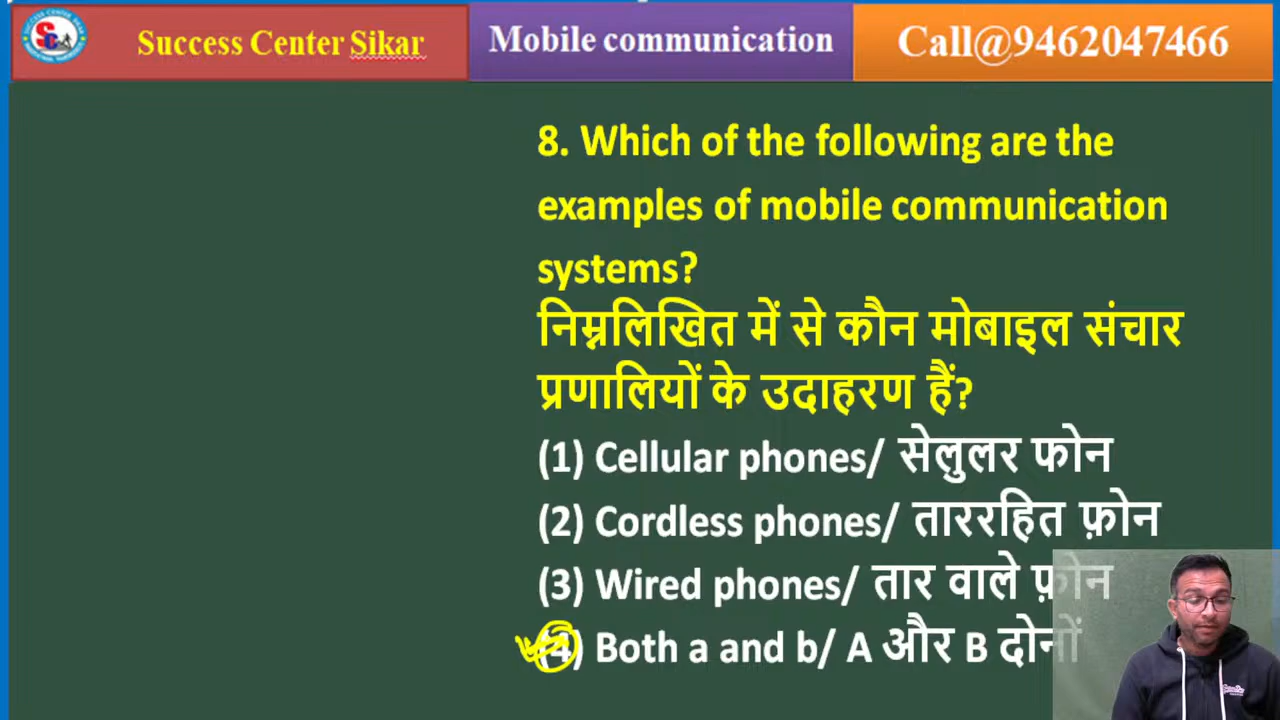 Success Center Sikar
Mobile communication
Call@9462047466
8. Which of the following are the
examples of mobile communication
systems?
निम्नलिखित में से कौन मोबाइल संचार
प्रणालियों के उदाहरण हैं?
(1) Cellular phones/ सेलुलर फोन
(2) Cordless phones/ ताररहित फ़ोन
(3) Wired phones/ तार वाले फ़ोन
(4) Both a and b/ A और B दोनों